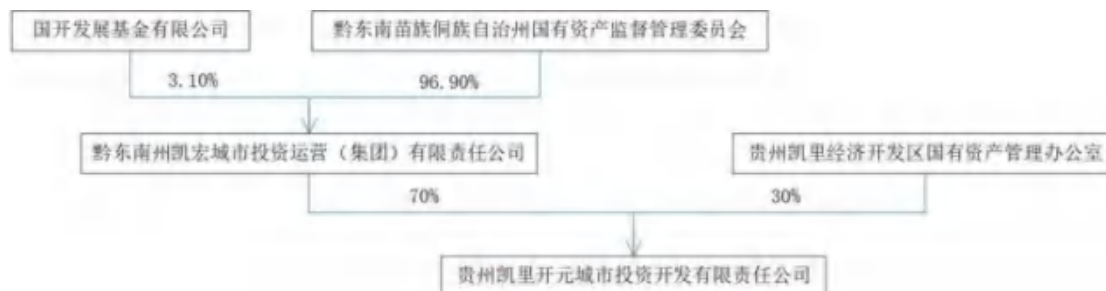 国开发展基金有限公司
黔东南苗族侗族自治州国有资产监督管理委员会
3.10%
96.90%
黔东南州凯宏城市投资运营（集团）有限责任公司
贵州凯里经济开发区国有资产管理办公室
70%
30%
贵州凯里开元城市投资开发有限责任公司